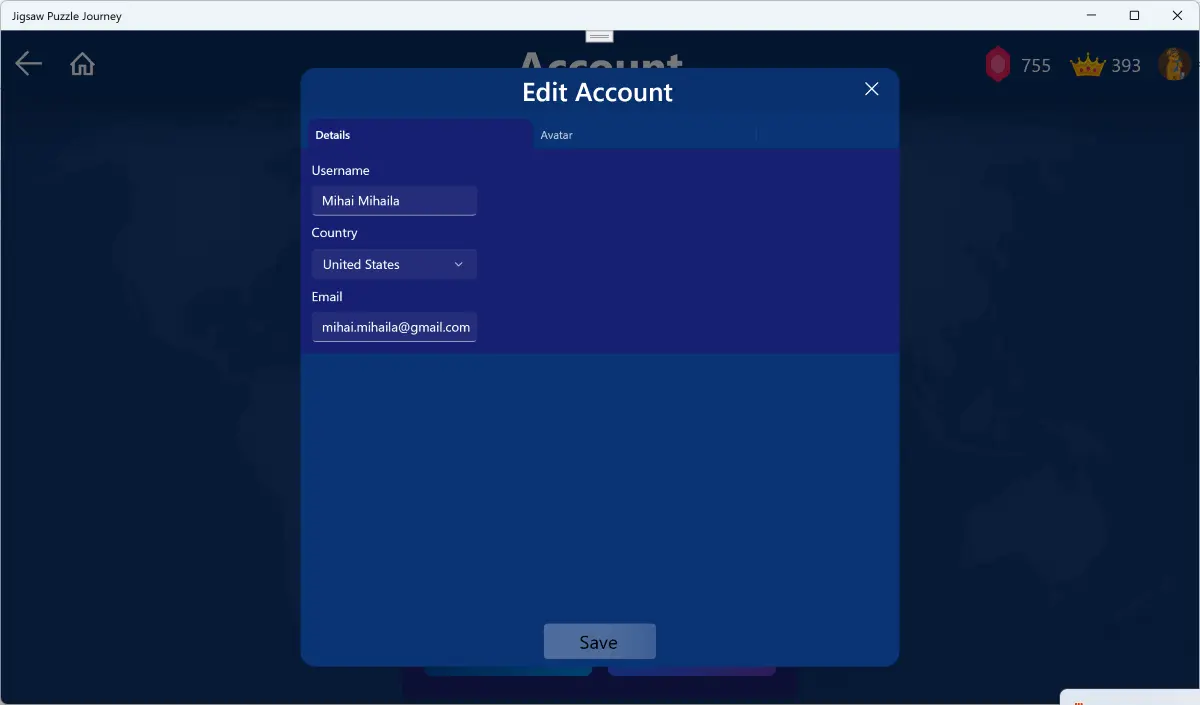 Jigsaw Puzzle Journey
Account
755
393
Edit Account
Details
Avatar
Username
Mihai Mihaila
Country
United States
Email
mihai.mihaila@gmail.com
Save